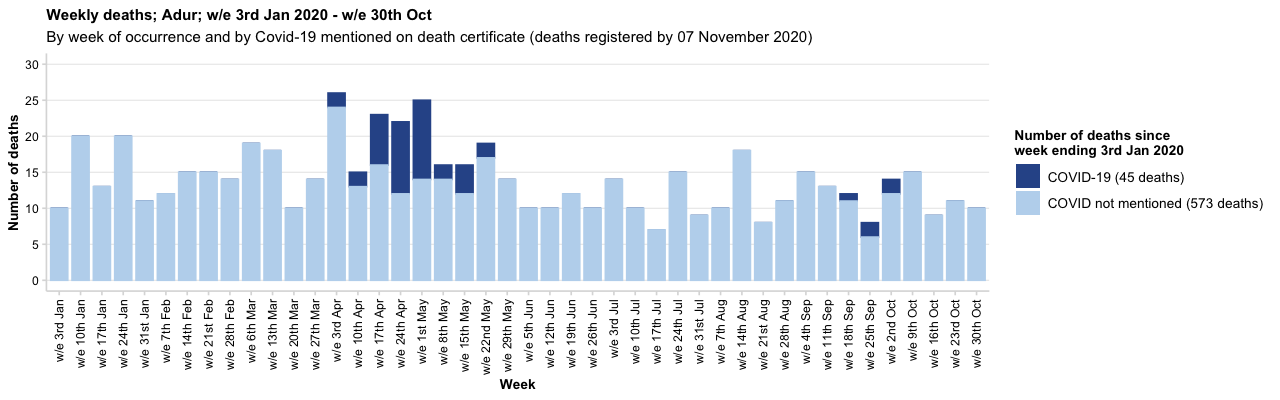 Weekly deaths; Adur; w/e 3rd Jan 2020 - w/e 30th Oct
By week of occurrence and by Covid-19 mentioned on death certificate (deaths registered by 07 November 2020)
Number of deaths
30
25
20
15
10
5
0
w/e 3rd Jan
w/e 10th Jan
w/e 17th Jan
w/e 24th Jan
w/e 31st Jan
w/e 7th Feb
w/e 14th Feb
w/e 21st Feb
w/e 28th Feb
w/e 6th Mar
w/e 13th Mar
w/e 20th Mar
w/e 27th Mar
w/e 3rd Apr
w/e 10th Apr
w/e 17th Apr
w/e 24th Apr
w/e 1st May
w/e 8th May
w/e 15th May
w/e 22nd May
w/e 29th May
w/e 5th Jun
w/e 12th Jun
w/e 19th Jun
w/e 26th Jun
w/e 3rd Jul
w/e 10th Jul
w/e 17th Jul
w/e 24th Jul
w/e 31st Jul
w/e 7th Aug
w/e 14th Aug
w/e 21st Aug
w/e 28th Aug
w/e 4th Sep
w/e 11th Sep
w/e 18th Sep
w/e 25th Sep
w/e 2nd Oct
w/e 9th Oct
w/e 16th Oct
w/e 23rd Oct
w/e 30th Oct
Week
Number of deaths since
week ending 3rd Jan 2020
COVID-19 (45 deaths)
COVID not mentioned (573 deaths)